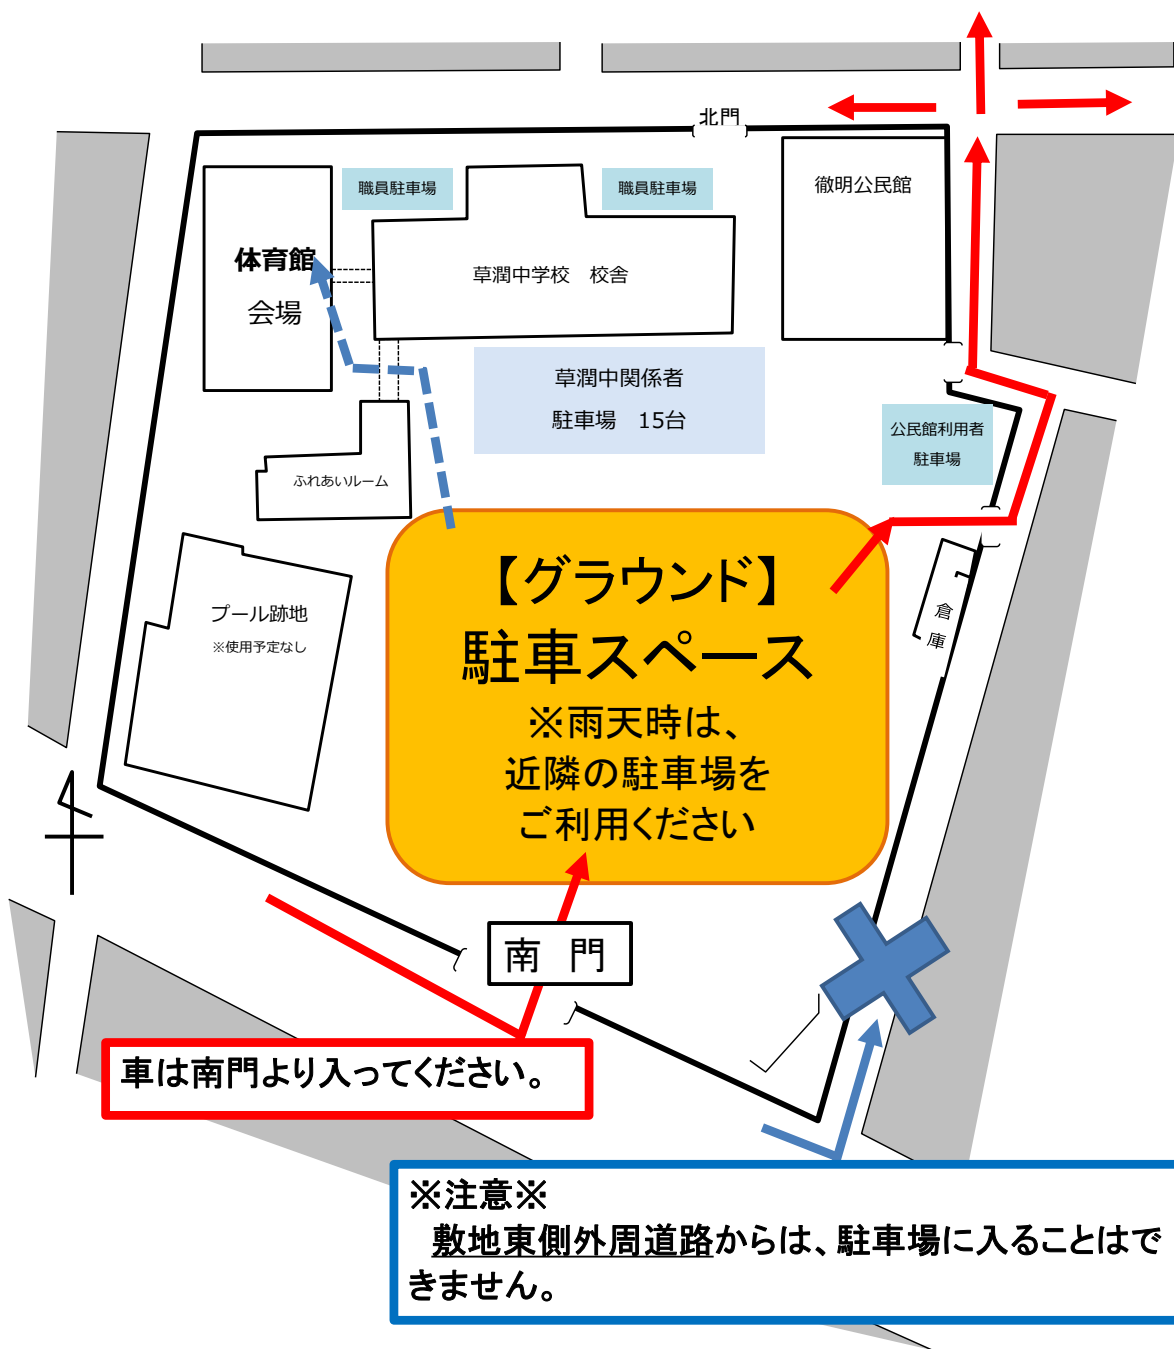 北門
職員駐車場
職員駐車場
徹明公民館
体育館
会場
草潤中学校 校舎
草潤中関係者
駐車場 15台
公民館利用者
駐車場
ふれあいルーム
【グラウンド】
駐車スペース
※雨天時は、
近隣の駐車場を
ご利用ください
プール跡地
※使用予定なし
倉
庫
南 門
車は南門より入ってください。
※注意※
敷地東側外周道路からは、駐車場に入ることはで
きません。